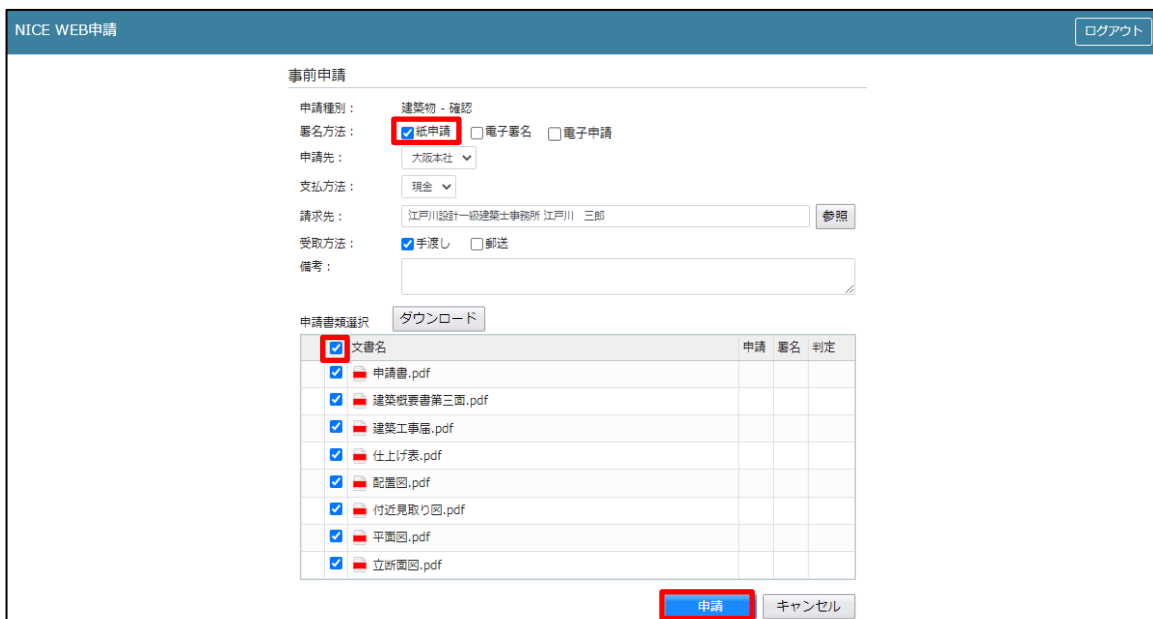 NICE WEB申請 ログアウト
事前申請
申請種別： 建築物 - 確認
署名方法： 紙申請 電子署名 電子申請
申請先： 大阪本社
支払方法： 現金
請求先： 江戸川設計一級建築士事務所 江戸川　三郎 参照
受取方法： 手渡し 郵送
備考：
申請書類選択 ダウンロード
文書名 申請 署名 判定
申請書.pdf
建築概要書第三面.pdf
建築工事届.pdf
仕上げ表.pdf
配置図.pdf
付近見取り図.pdf
平面図.pdf
立断面図.pdf
申請 キャンセル